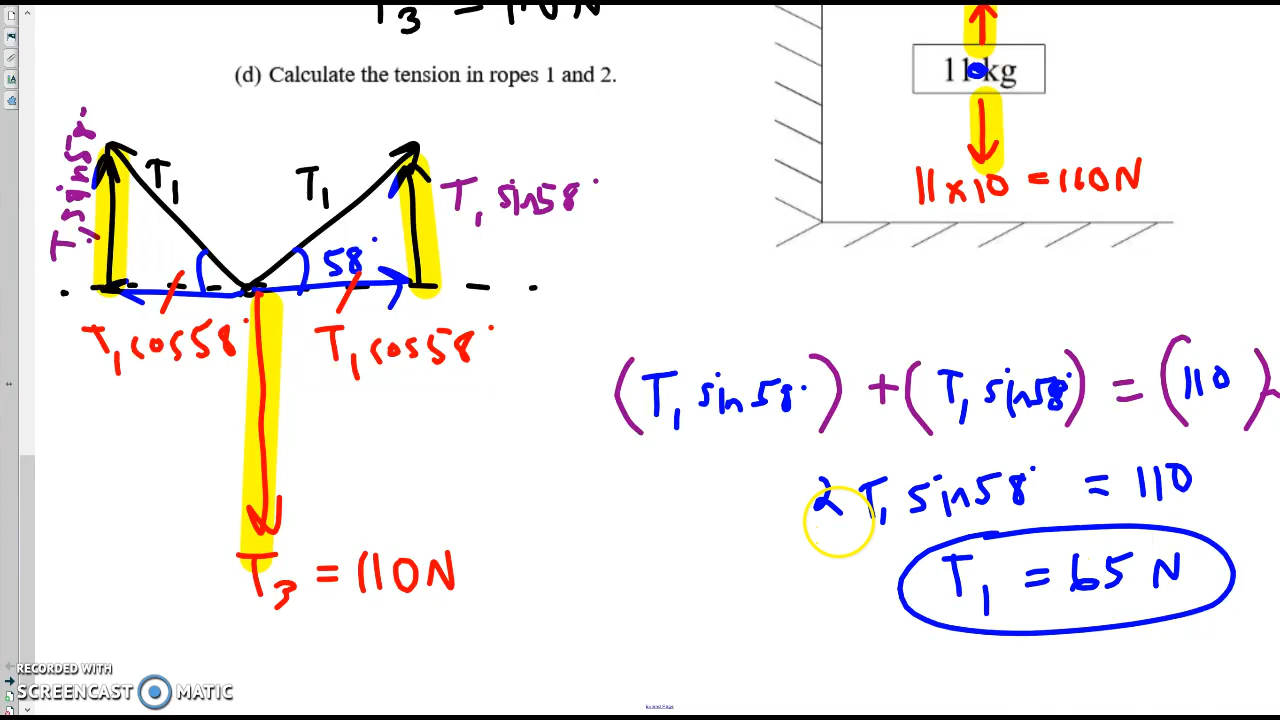 T3 = 110N
(d) Calculate the tension in ropes 1 and 2.
11 kg
11 x 10 = 110N
T1 sin58°
T1
T1
T1 sin58°
58°
T1 cos58°
T1 cos58°
(T1 sin58°) + (T1 sin58°) = (110)
2 T1 sin58° = 110
T1 = 65 N
T3 = 110N
RECORDED WITH
SCREENCAST MATIC